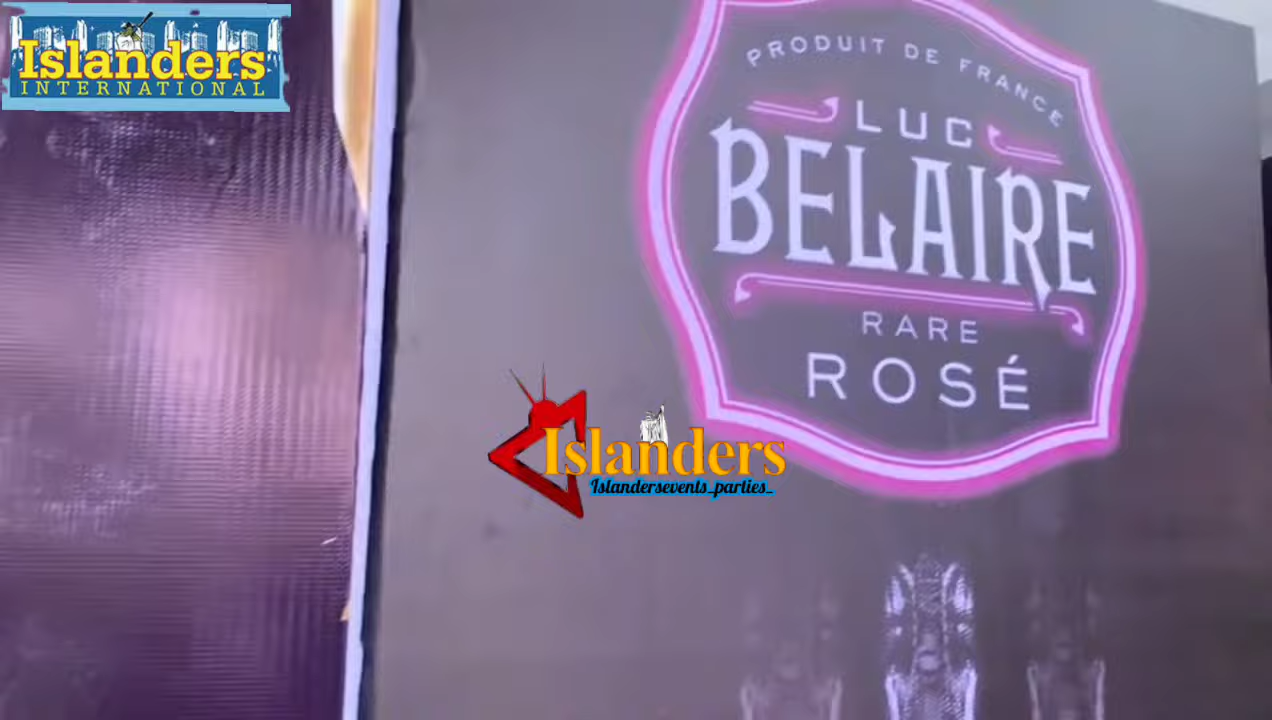 Islanders
INTERNATIONAL
PRODUIT DE FRANCE
LUC
BELAIRE
RARE
ROSÉ
Islanders
Islandersevents_parties_